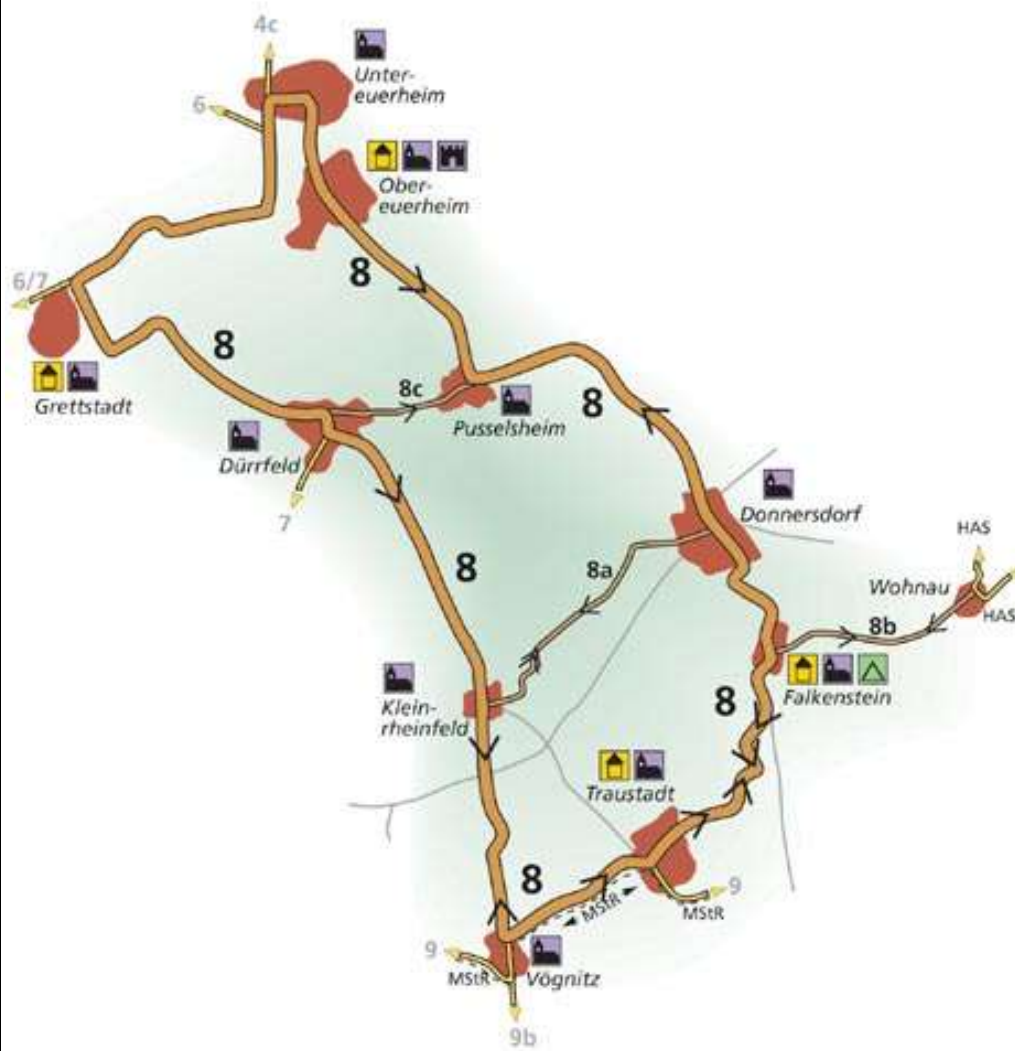 4c
Unter-
euerheim
6
Ober-
euerheim
8
6/7
8
Grettstadt
8c
8
Pusselsheim
Dürrfeld
7
Donnersdorf
8
8a
HAS
Wohnau
HAS
8b
Klein-
rheinfeld
8
Falkenstein
Traustadt
8
MStR
9
MStR
9
MStR
Vögnitz
9b